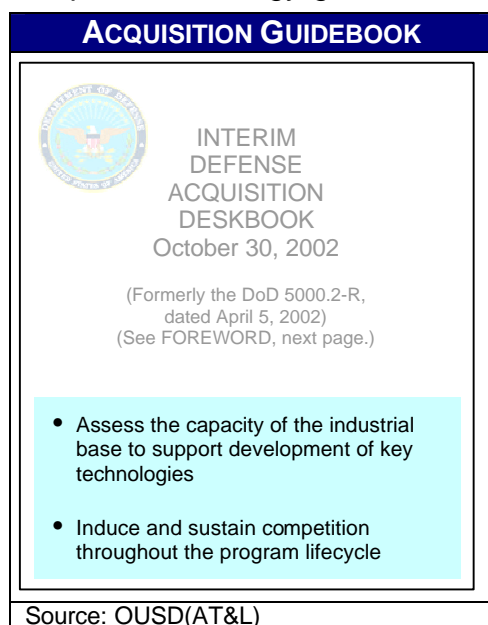 ACQUISITION GUIDEBOOK
INTERIM
DEFENSE
ACQUISITION
DESKBOOK
October 30, 2002
(Formerly the DoD 5000.2-R,
dated April 5, 2002)
(See FOREWORD, next page.)
• Assess the capacity of the industrial
base to support development of key
technologies
• Induce and sustain competition
throughout the program lifecycle
Source: OUSD(AT&L)